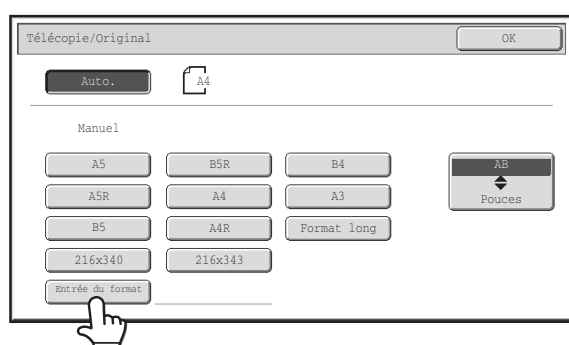 Télécopie/Original OK
Auto. A4
Manuel
A5 B5R B4 AB
A5R A4 A3 Pouces
B5 A4R Format long
216x340 216x343
Entrée du format